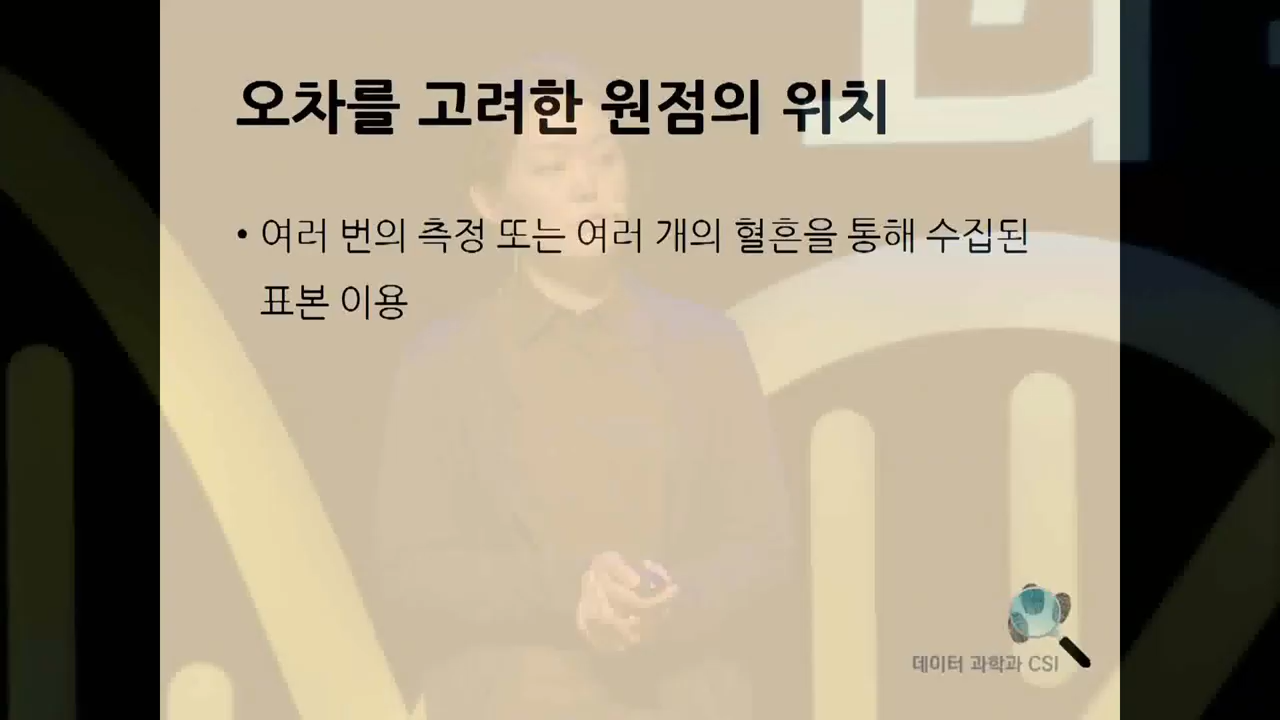 오차를 고려한 원점의 위치
• 여러 번의 측정 또는 여러 개의 혈흔을 통해 수집된
표본 이용
데이터 과학과 CSI